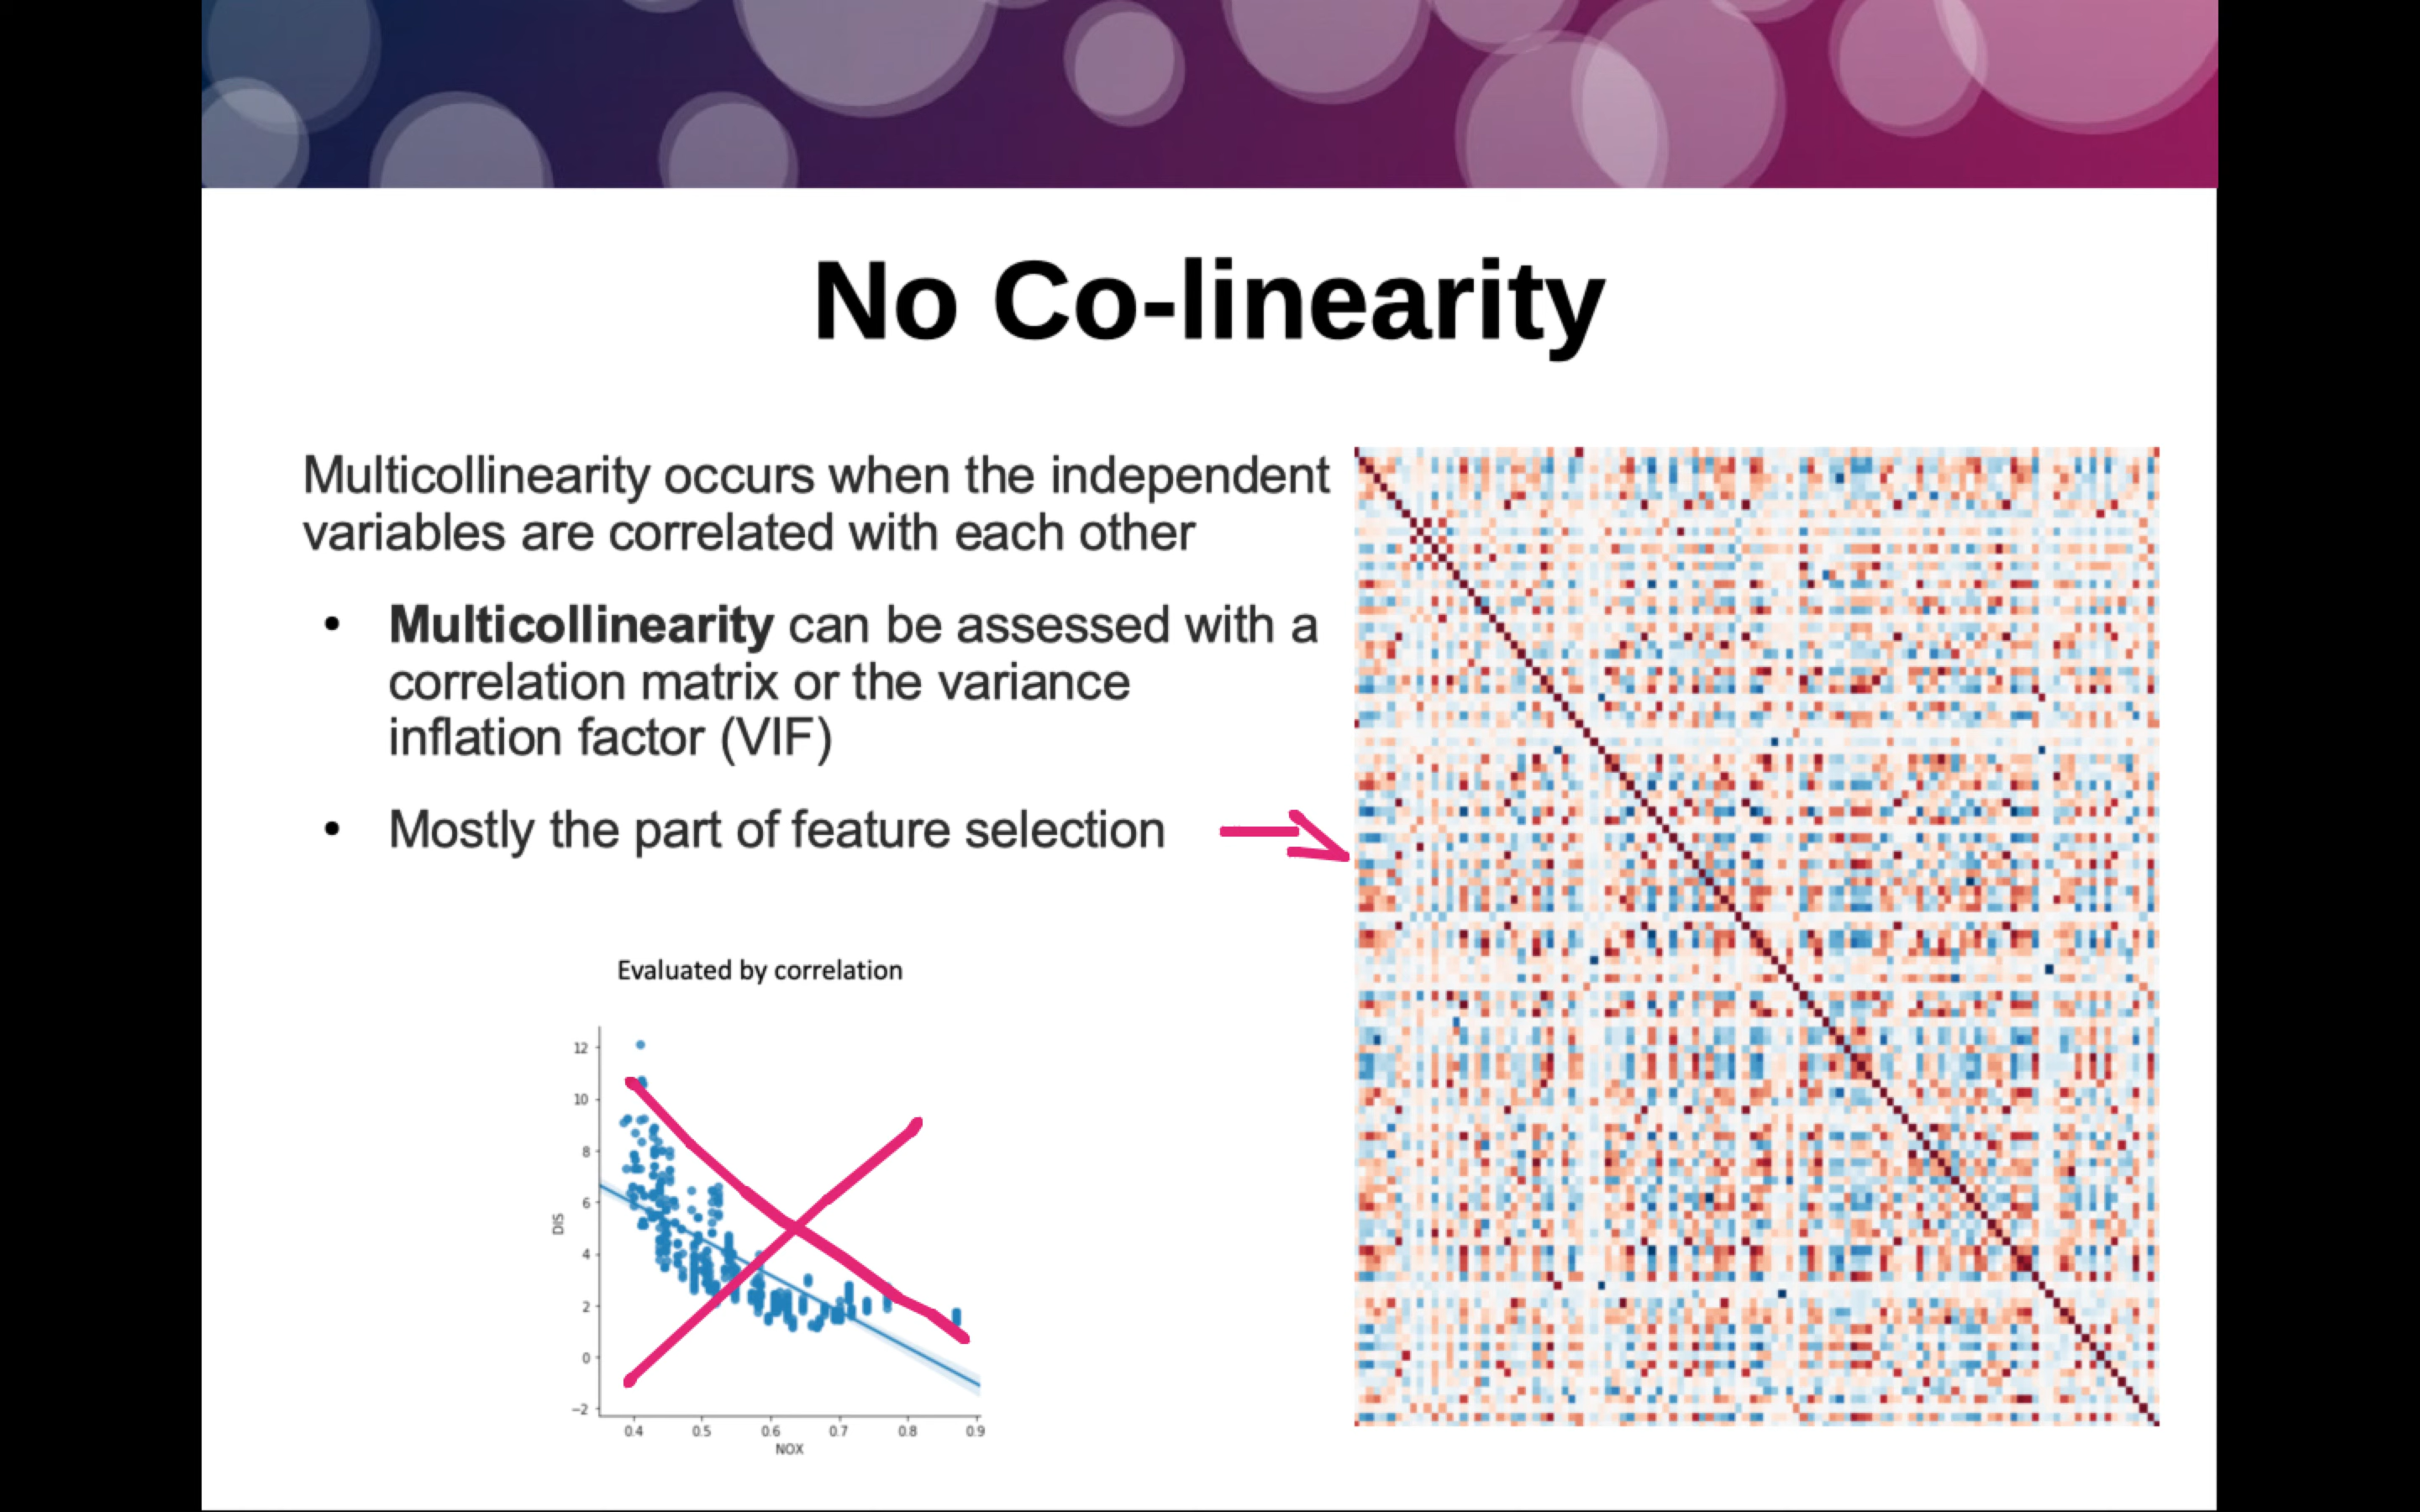 No Co-linearity
Multicollinearity occurs when the independent
variables are correlated with each other
• Multicollinearity can be assessed with a
correlation matrix or the variance
inflation factor (VIF)
• Mostly the part of feature selection
Evaluated by correlation
12
10
8
6
4
2
0
−2
DIS
0.4 0.5 0.6 0.7 0.8 0.9
NOX